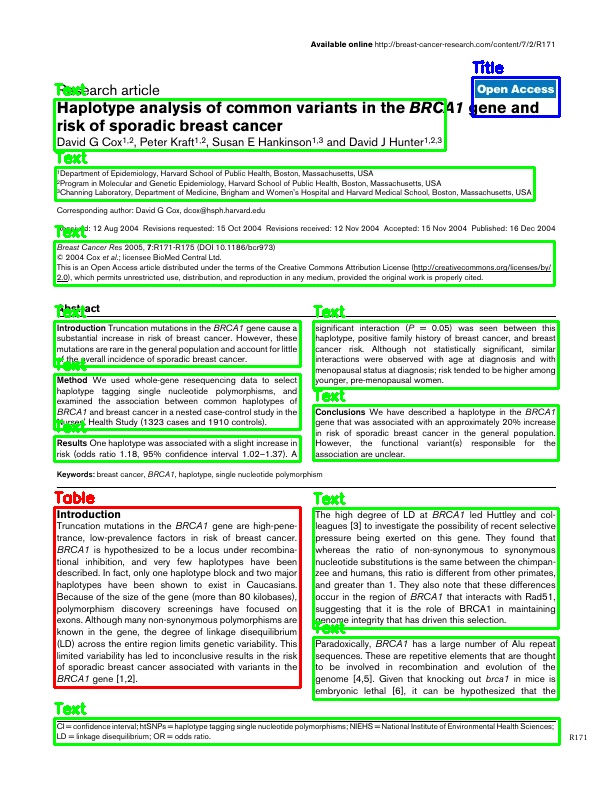 Available online http://breast-cancer-research.com/content/7/2/R171
Title
Text
Research article
Open Access
Haplotype analysis of common variants in the BRCA1 gene and
risk of sporadic breast cancer
David G Cox1,2, Peter Kraft1,2, Susan E Hankinson1,3 and David J Hunter1,2,3
Text
1Department of Epidemiology, Harvard School of Public Health, Boston, Massachusetts, USA
2Program in Molecular and Genetic Epidemiology, Harvard School of Public Health, Boston, Massachusetts, USA
3Channing Laboratory, Department of Medicine, Brigham and Women's Hospital and Harvard Medical School, Boston, Massachusetts, USA
Corresponding author: David G Cox, dcox@hsph.harvard.edu
Text
Received: 12 Aug 2004 Revisions requested: 15 Oct 2004 Revisions received: 12 Nov 2004 Accepted: 15 Nov 2004 Published: 16 Dec 2004
Breast Cancer Res 2005, 7:R171-R175 (DOI 10.1186/bcr973)
© 2004 Cox et al.; licensee BioMed Central Ltd.
This is an Open Access article distributed under the terms of the Creative Commons Attribution License (http://creativecommons.org/licenses/by/
2.0), which permits unrestricted use, distribution, and reproduction in any medium, provided the original work is properly cited.
Abstract
Text
Introduction Truncation mutations in the BRCA1 gene cause a
substantial increase in risk of breast cancer. However, these
mutations are rare in the general population and account for little
of the overall incidence of sporadic breast cancer.
Text
Method We used whole-gene resequencing data to select
haplotype tagging single nucleotide polymorphisms, and
examined the association between common haplotypes of
BRCA1 and breast cancer in a nested case-control study in the
Nurses' Health Study (1323 cases and 1910 controls).
Text
Results One haplotype was associated with a slight increase in
risk (odds ratio 1.18, 95% confidence interval 1.02–1.37). A
Text
significant interaction (P = 0.05) was seen between this
haplotype, positive family history of breast cancer, and breast
cancer risk. Although not statistically significant, similar
interactions were observed with age at diagnosis and with
menopausal status at diagnosis; risk tended to be higher among
younger, pre-menopausal women.
Text
Conclusions We have described a haplotype in the BRCA1
gene that was associated with an approximately 20% increase
in risk of sporadic breast cancer in the general population.
However, the functional variant(s) responsible for the
association are unclear.
Keywords: breast cancer, BRCA1, haplotype, single nucleotide polymorphism
Table
Introduction
Truncation mutations in the BRCA1 gene are high-pene-
trance, low-prevalence factors in risk of breast cancer.
BRCA1 is hypothesized to be a locus under recombina-
tional inhibition, and very few haplotypes have been
described. In fact, only one haplotype block and two major
haplotypes have been shown to exist in Caucasians.
Because of the size of the gene (more than 80 kilobases),
polymorphism discovery screenings have focused on
exons. Although many non-synonymous polymorphisms are
known in the gene, the degree of linkage disequilibrium
(LD) across the entire region limits genetic variability. This
limited variability has led to inconclusive results in the risk
of sporadic breast cancer associated with variants in the
BRCA1 gene [1,2].
Text
The high degree of LD at BRCA1 led Huttley and col-
leagues [3] to investigate the possibility of recent selective
pressure being exerted on this gene. They found that
whereas the ratio of non-synonymous to synonymous
nucleotide substitutions is the same between the chimpan-
zee and humans, this ratio is different from other primates,
and greater than 1. They also note that these differences
occur in the region of BRCA1 that interacts with Rad51,
suggesting that it is the role of BRCA1 in maintaining
genome integrity that has driven this selection.
Text
Paradoxically, BRCA1 has a large number of Alu repeat
sequences. These are repetitive elements that are thought
to be involved in recombination and evolution of the
genome [4,5]. Given that knocking out brca1 in mice is
embryonic lethal [6], it can be hypothesized that the
Text
CI = confidence interval; htSNPs = haplotype tagging single nucleotide polymorphisms; NIEHS = National Institute of Environmental Health Sciences;
LD = linkage disequilibrium; OR = odds ratio.
R171